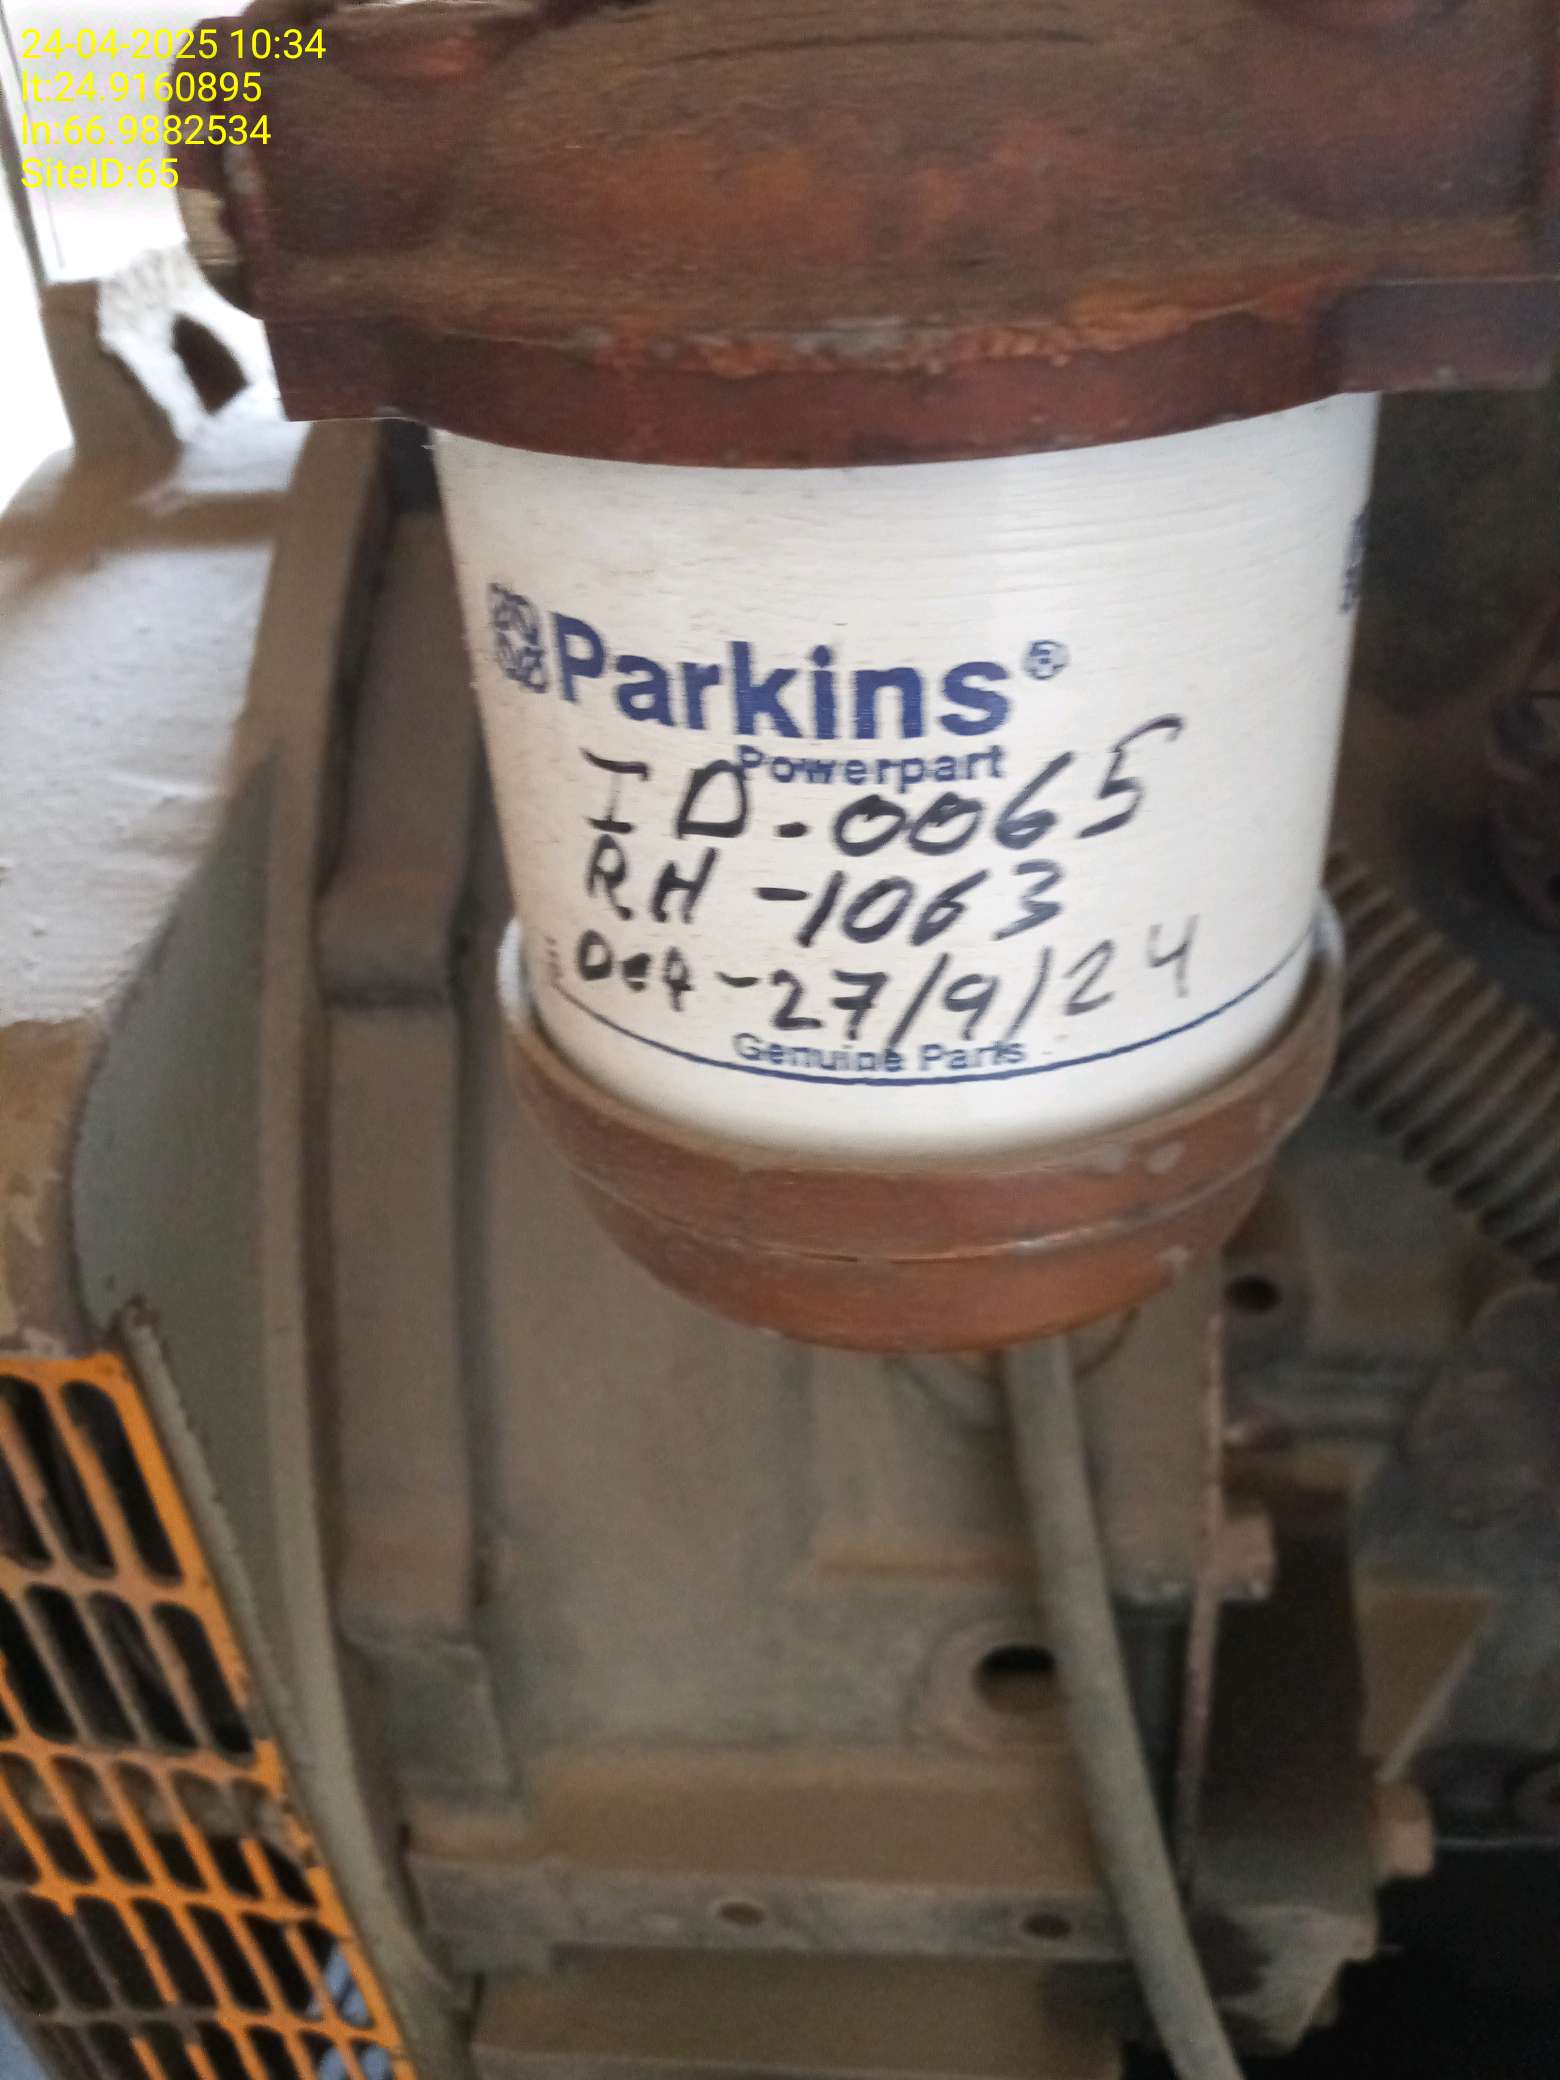 24-04-2025 10:34
lt:24.9160895
ln:66.9882534
SiteID:65
Parkins®
Powerpart
ID-0065
RH-1063
27/9/24
Genuine Parts